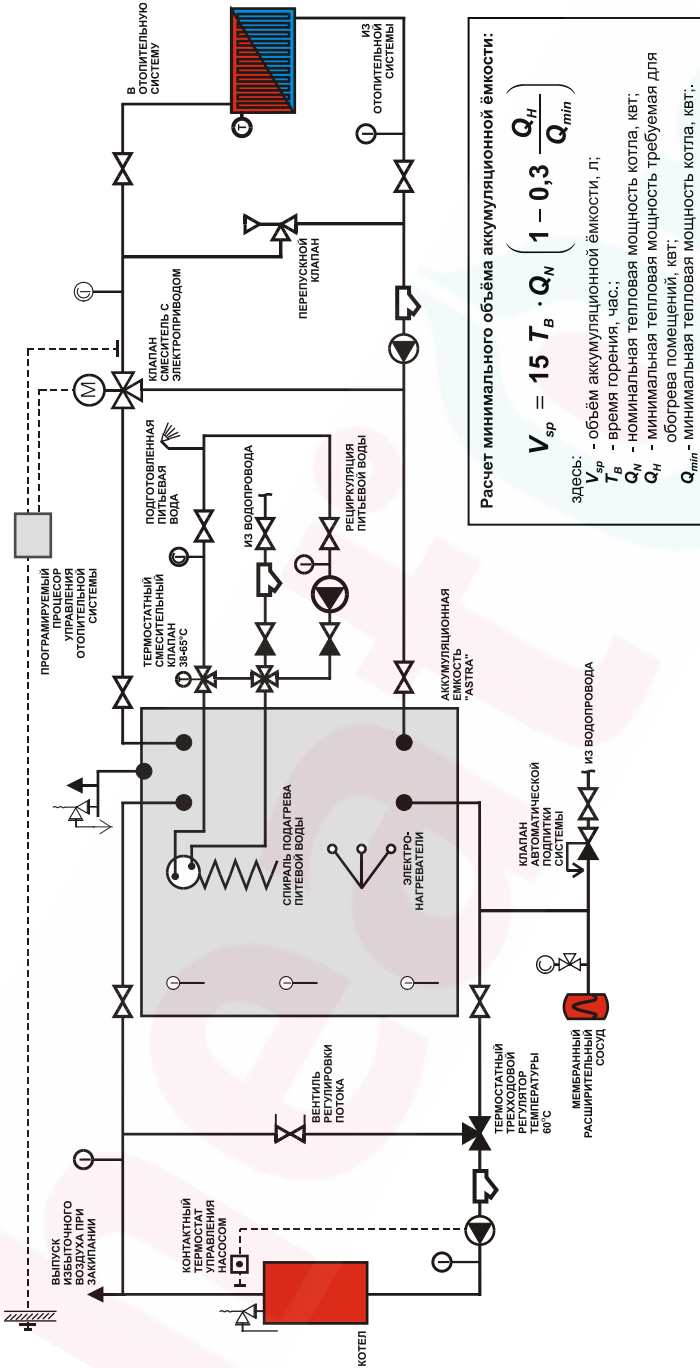 ВЫПУСК
ИЗБЫТОЧНОГО
ВОЗДУХА ПРИ
ЗАКИПАНИИ
КОНТАКТНЫЙ
ТЕРМОСТАТ
УПРАВЛЕНИЯ
НАСОСОМ
КОТЕЛ
ВЕНТИЛЬ
РЕГУЛИРОВКИ
ПОТОКА
ТЕРМОСТАТНЫЙ
ТРЕХХОДОВОЙ
РЕГУЛЯТОР
ТЕМПЕРАТУРЫ
60°С
МЕМБРАННЫЙ
РАСШИРИТЕЛЬНЫЙ
СОСУД
КЛАПАН
АВТОМАТИЧЕСКОЙ
ПОДПИТКИ
СИСТЕМЫ
ИЗ ВОДОПРОВОДА
СПИРАЛЬ ПОДАГРЕВА
ПИТЕВОЙ ВОДЫ
ЭЛЕКТРО-
НАГРЕВАТЕЛИ
АККУМУЛЯЦИОННАЯ
ЕМКОСТЬ
"ASTRA"
ПРОГРАМИРУЕМЫЙ
ПРОЦЕСОР
УПРАВЛЕНИЯ
ОТОПИТЕЛЬНОЙ
СИСТЕМЫ
ТЕРМОСТАТНЫЙ
СМЕСИТЕЛЬНЫЙ
КЛАПАН
38-65°С
ПОДГОТОВЛЕННАЯ
ПИТЬЕВАЯ
ВОДА
ИЗ ВОДОПРОВОДА
РЕЦИРКУЛЯЦИЯ
ПИТЬЕВОЙ ВОДЫ
M
КЛАПАН
СМЕСИТЕЛЬ С
ЭЛЕКТРОПРИВОДОМ
ПЕРЕПУСКНОЙ
КЛАПАН
В
ОТОПИТЕЛЬНУЮ
СИСТЕМУ
T
ИЗ
ОТОПИТЕЛЬНОЙ
СИСТЕМЫ
Расчет минимального объёма аккумуляционной ёмкости:
V_sp = 15 T_B · Q_N (1 – 0,3 Q_H / Q_min)
здесь:
V_sp - объём аккумуляционной ёмкости, л;
T_B - время горения, час.;
Q_N - номинальная тепловая мощность котла, квт;
Q_H - минимальная тепловая мощность требуемая для
обогрева помещений, квт;
Q_min - минимальная тепловая мощность котла, квт;.